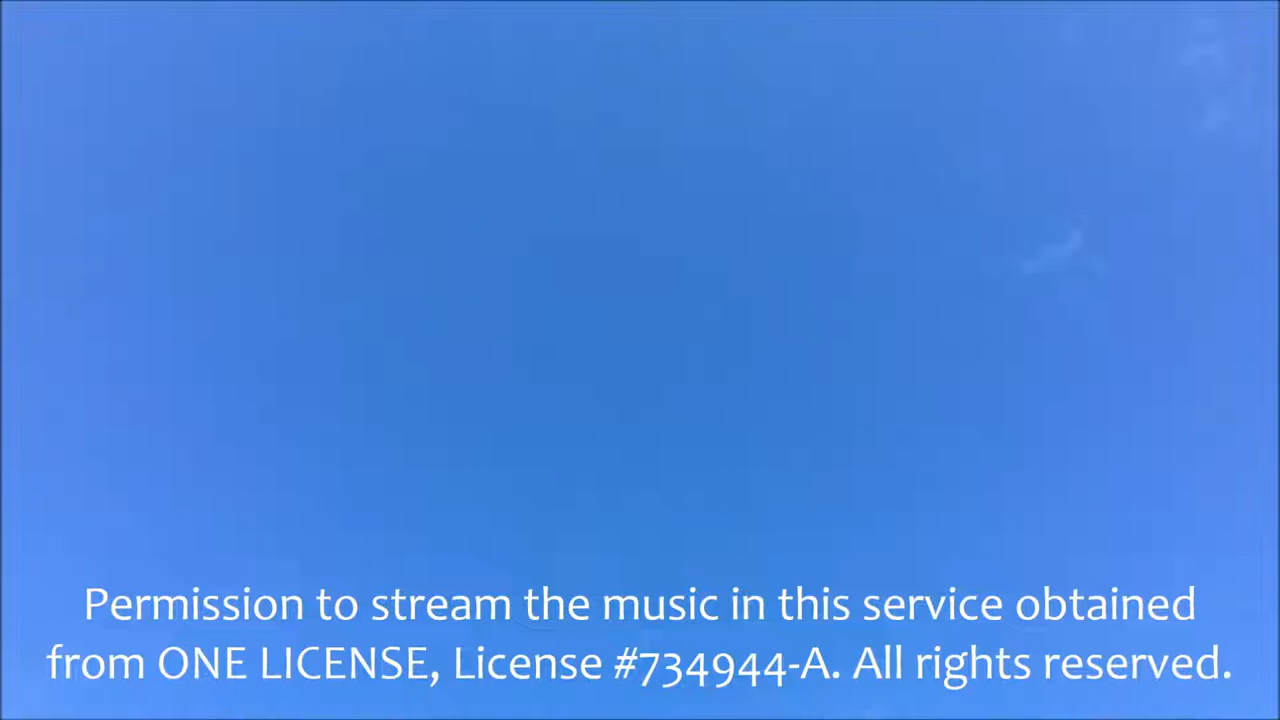 Permission to stream the music in this service obtained
from ONE LICENSE, License #734944-A. All rights reserved.